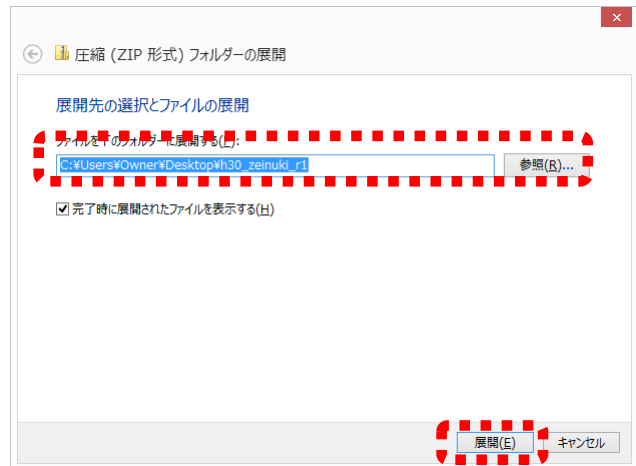 圧縮 (ZIP 形式) フォルダーの展開
展開先の選択とファイルの展開
ファイルを下のフォルダーに展開する(F):
C:¥Users¥Owner¥Desktop¥h30_zeinuki_r1
参照(R)...
完了時に展開されたファイルを表示する(H)
展開(E)
キャンセル